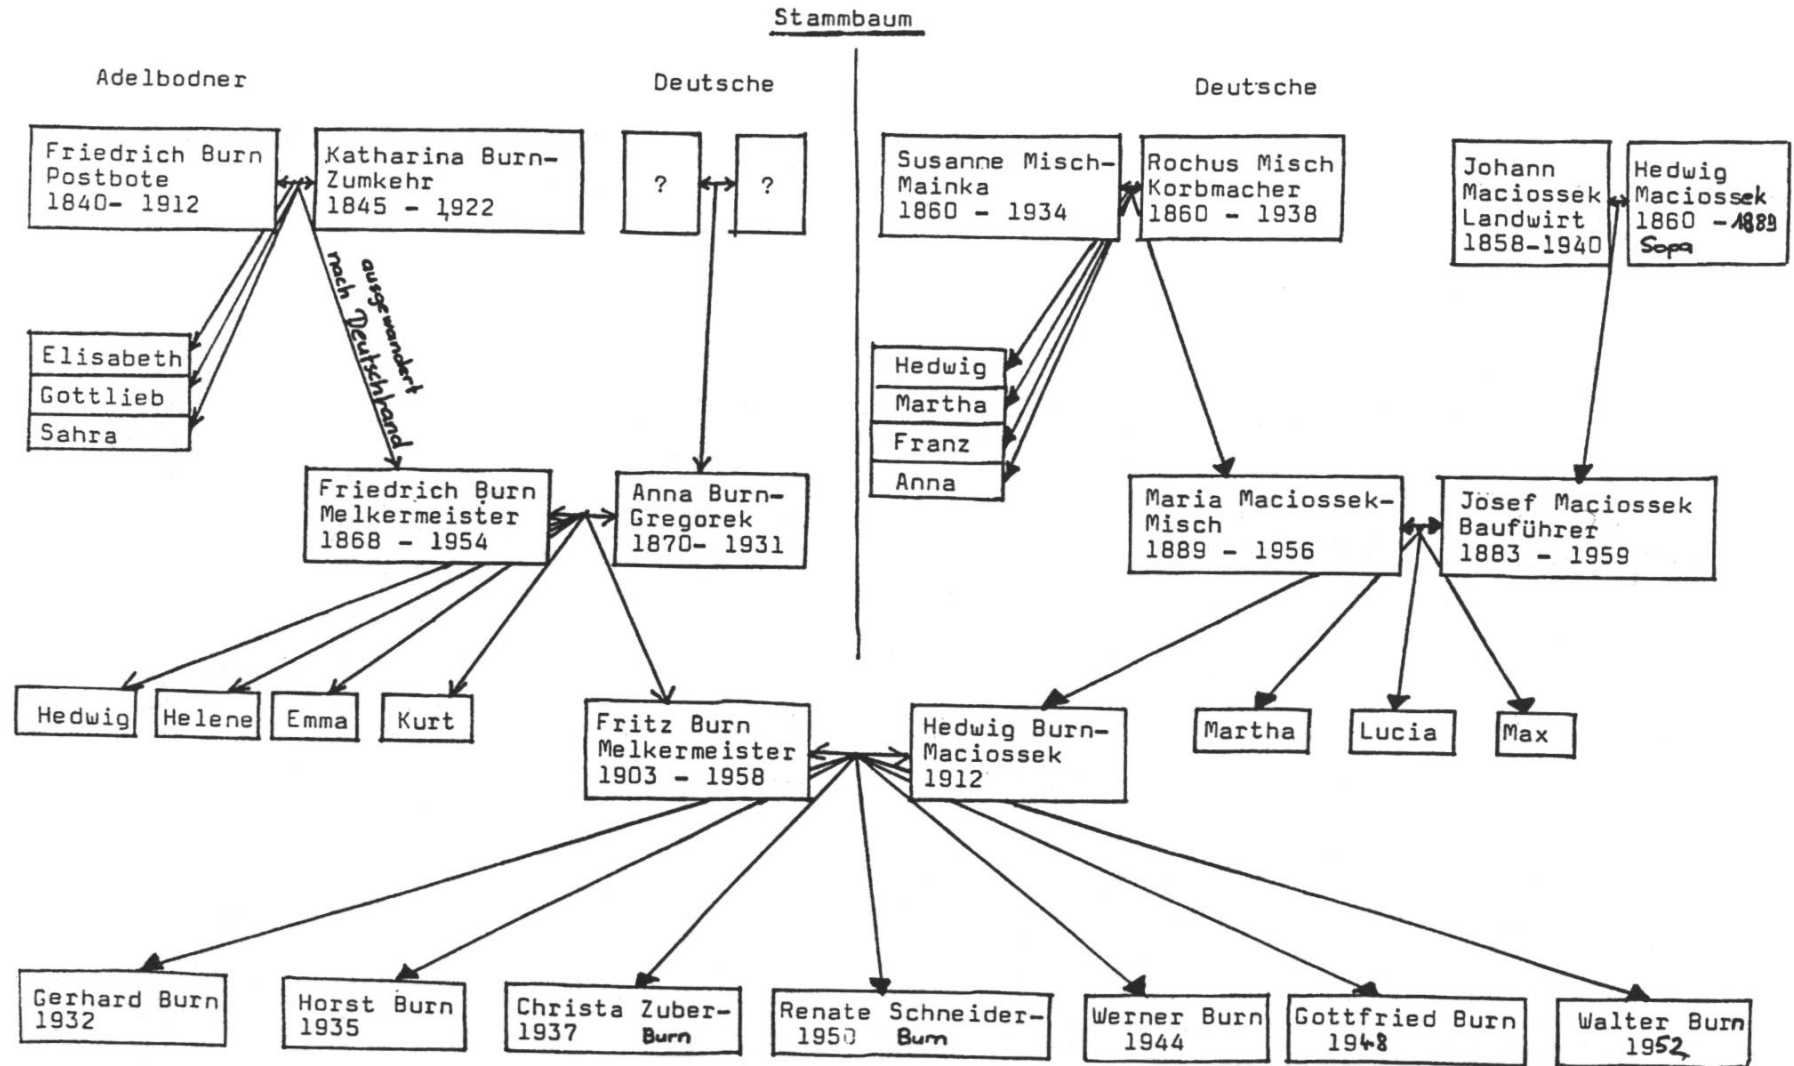 Stammbaum
Adelbodner
Deutsche
Deutsche
Friedrich Burn
Postbote
1840- 1912
Katharina Burn-
Zumkehr
1845 - 1922
?
?
Susanne Misch-
Mainka
1860 - 1934
Rochus Misch
Korbmacher
1860 - 1938
Johann
Maciossek
Landwirt
1858-1940
Hedwig
Maciossek
1860 - 1889
Sopa
ausgewandert
nach Deutschland
Elisabeth
Gottlieb
Sahra
Hedwig
Martha
Franz
Anna
Friedrich Burn
Melkermeister
1868 - 1954
Anna Burn-
Gregorek
1870- 1931
Maria Maciossek-
Misch
1889 - 1956
Josef Maciossek
Bauführer
1883 - 1959
Hedwig
Helene
Emma
Kurt
Fritz Burn
Melkermeister
1903 - 1958
Hedwig Burn-
Maciossek
1912
Martha
Lucia
Max
Gerhard Burn
1932
Horst Burn
1935
Christa Zuber-
1937 Burn
Renate Schneider-
1950 Burn
Werner Burn
1944
Gottfried Burn
1948
Walter Burn
1952